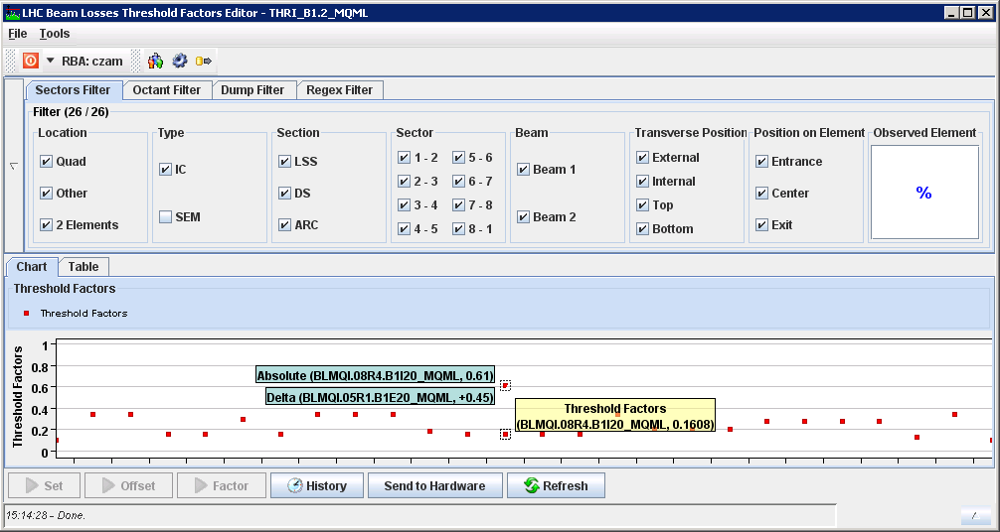 LHC Beam Losses Threshold Factors Editor - THRI_B1.2_MQML
File Tools
RBA: czam
Sectors Filter Octant Filter Dump Filter Regex Filter
Filter (26 / 26)
Location Type Section Sector Beam Transverse Position Position on Element Observed Element
Quad IC LSS 1 - 2 5 - 6 Beam 1 External Entrance %
Other SEM DS 2 - 3 6 - 7 Beam 2 Internal Center
2 Elements ARC 3 - 4 7 - 8 Top Exit
4 - 5 8 - 1 Bottom
Chart Table
Threshold Factors
Threshold Factors
Threshold Factors
1
0.8
0.6
0.4
0.2
0
Absolute (BLMQI.08R4.B1I20_MQML, 0.61)
Delta (BLMQI.05R1.B1E20_MQML, +0.45)
Threshold Factors
(BLMQI.08R4.B1I20_MQML, 0.1608)
Set Offset Factor History Send to Hardware Refresh
15:14:28 - Done.